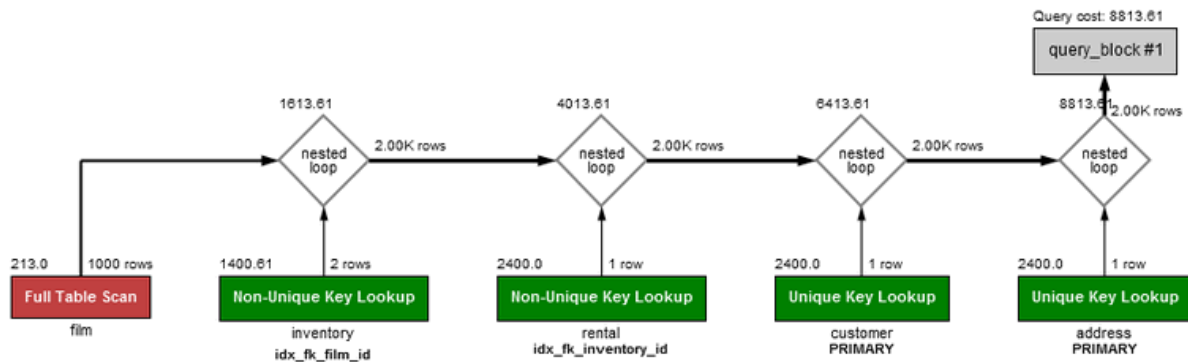 Query cost: 8813.61
query_block #1
1613.61
4013.61
6413.61
8813.61
2.00K rows
nested
loop
2.00K rows
nested
loop
2.00K rows
nested
loop
2.00K rows
nested
loop
213.0
1000 rows
1400.61
2 rows
2400.0
1 row
2400.0
1 row
2400.0
1 row
Full Table Scan
Non-Unique Key Lookup
Non-Unique Key Lookup
Unique Key Lookup
Unique Key Lookup
film
inventory
rental
customer
address
idx_fk_film_id
idx_fk_inventory_id
PRIMARY
PRIMARY